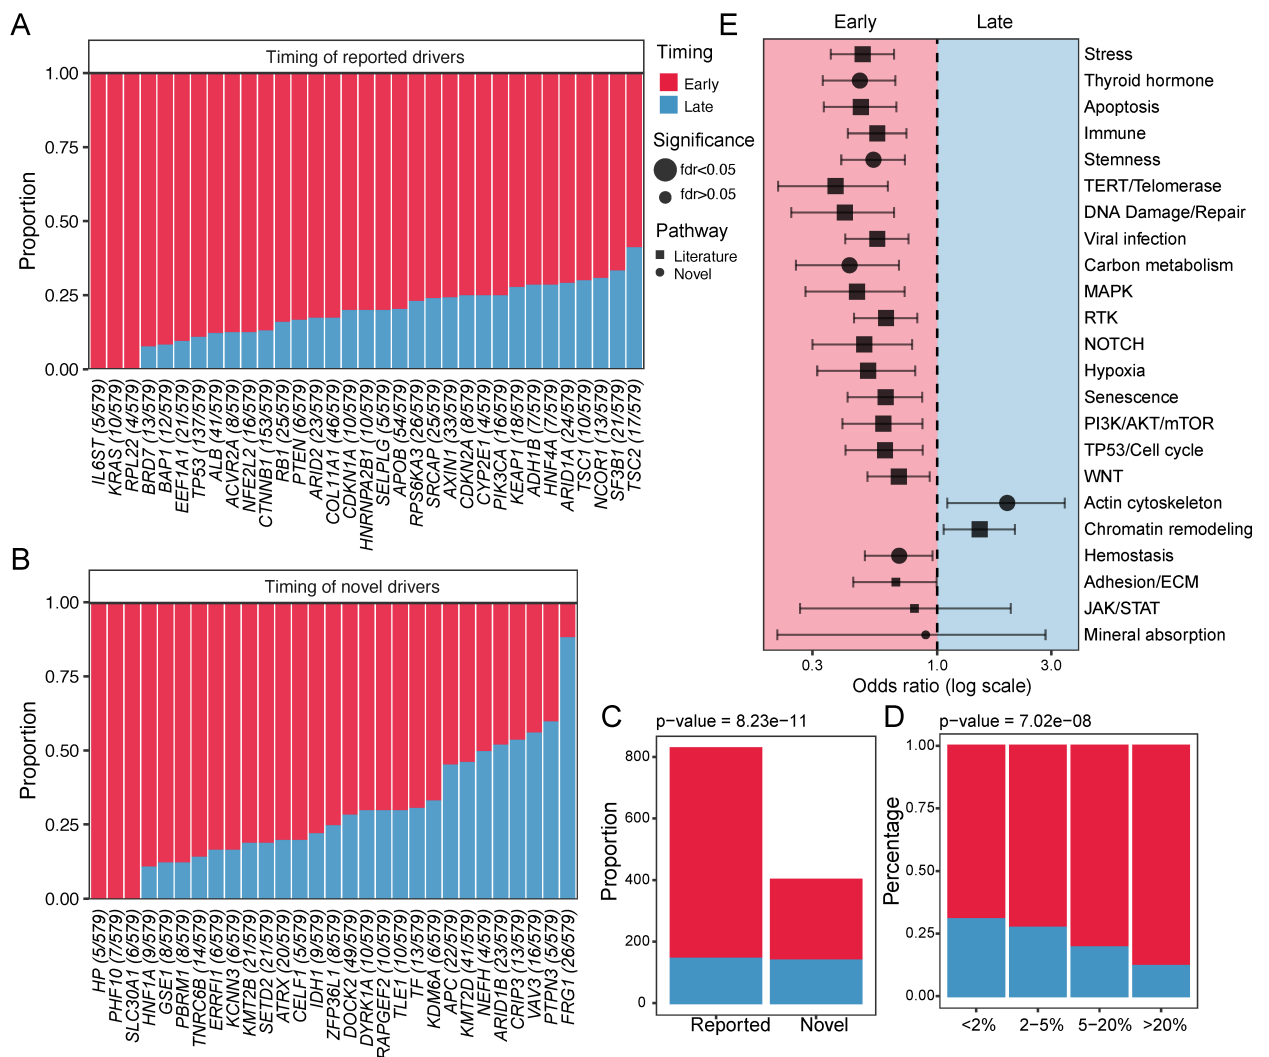 A
Timing of reported drivers
Proportion
1.00
0.75
0.50
0.25
0.00
IL6ST (5/579)
KRAS (10/579)
RPL22 (4/579)
BRD7 (13/579)
BAP1 (12/579)
EEF1A1 (21/579)
TP53 (137/579)
ALB (41/579)
ACVR2A (8/579)
NFE2L2 (16/579)
CTNNB1 (153/579)
RB1 (25/579)
PTEN (6/579)
ARID2 (23/579)
COL11A1 (46/579)
CDKN1A (10/579)
HNRNPA2B1 (10/579)
SELPLG (5/579)
APOB (54/579)
RPS6KA3 (26/579)
SRCAP (25/579)
AXIN1 (33/579)
CDKN2A (8/579)
CYP2E1 (4/579)
PIK3CA (16/579)
KEAP1 (18/579)
ADH1B (7/579)
HNF4A (7/579)
ARID1A (24/579)
TSC1 (10/579)
NCOR1 (13/579)
SF3B1 (21/579)
TSC2 (17/579)
Timing
Early
Late
Significance
fdr<0.05
fdr>0.05
Pathway
Literature
Novel
B
Timing of novel drivers
Proportion
1.00
0.75
0.50
0.25
0.00
HP (5/579)
PHF10 (7/579)
SLC30A1 (6/579)
HNF1A (9/579)
GSE1 (8/579)
PBRM1 (8/579)
TNRC6B (14/579)
ERRFI1 (6/579)
KCNN3 (6/579)
KMT2B (21/579)
SETD2 (21/579)
ATRX (20/579)
CELF1 (5/579)
IDH1 (9/579)
ZFP36L1 (8/579)
DOCK2 (49/579)
DYRK1A (10/579)
RAPGEF2 (10/579)
TLE1 (10/579)
TF (13/579)
KDM6A (6/579)
APC (22/579)
KMT2D (41/579)
NEFH (4/579)
ARID1B (23/579)
CRIP3 (13/579)
VAV3 (16/579)
PTPN3 (5/579)
FRG1 (26/579)
E
Early Late
Stress
Thyroid hormone
Apoptosis
Immune
Stemness
TERT/Telomerase
DNA Damage/Repair
Viral infection
Carbon metabolism
MAPK
RTK
NOTCH
Hypoxia
Senescence
PI3K/AKT/mTOR
TP53/Cell cycle
WNT
Actin cytoskeleton
Chromatin remodeling
Hemostasis
Adhesion/ECM
JAK/STAT
Mineral absorption
0.3 1.0 3.0
Odds ratio (log scale)
C
p−value = 8.23e−11
Proportion
800
600
400
200
0
Reported Novel
D
p−value = 7.02e−08
Percentage
1.00
0.75
0.50
0.25
0.00
<2% 2−5% 5−20% >20%